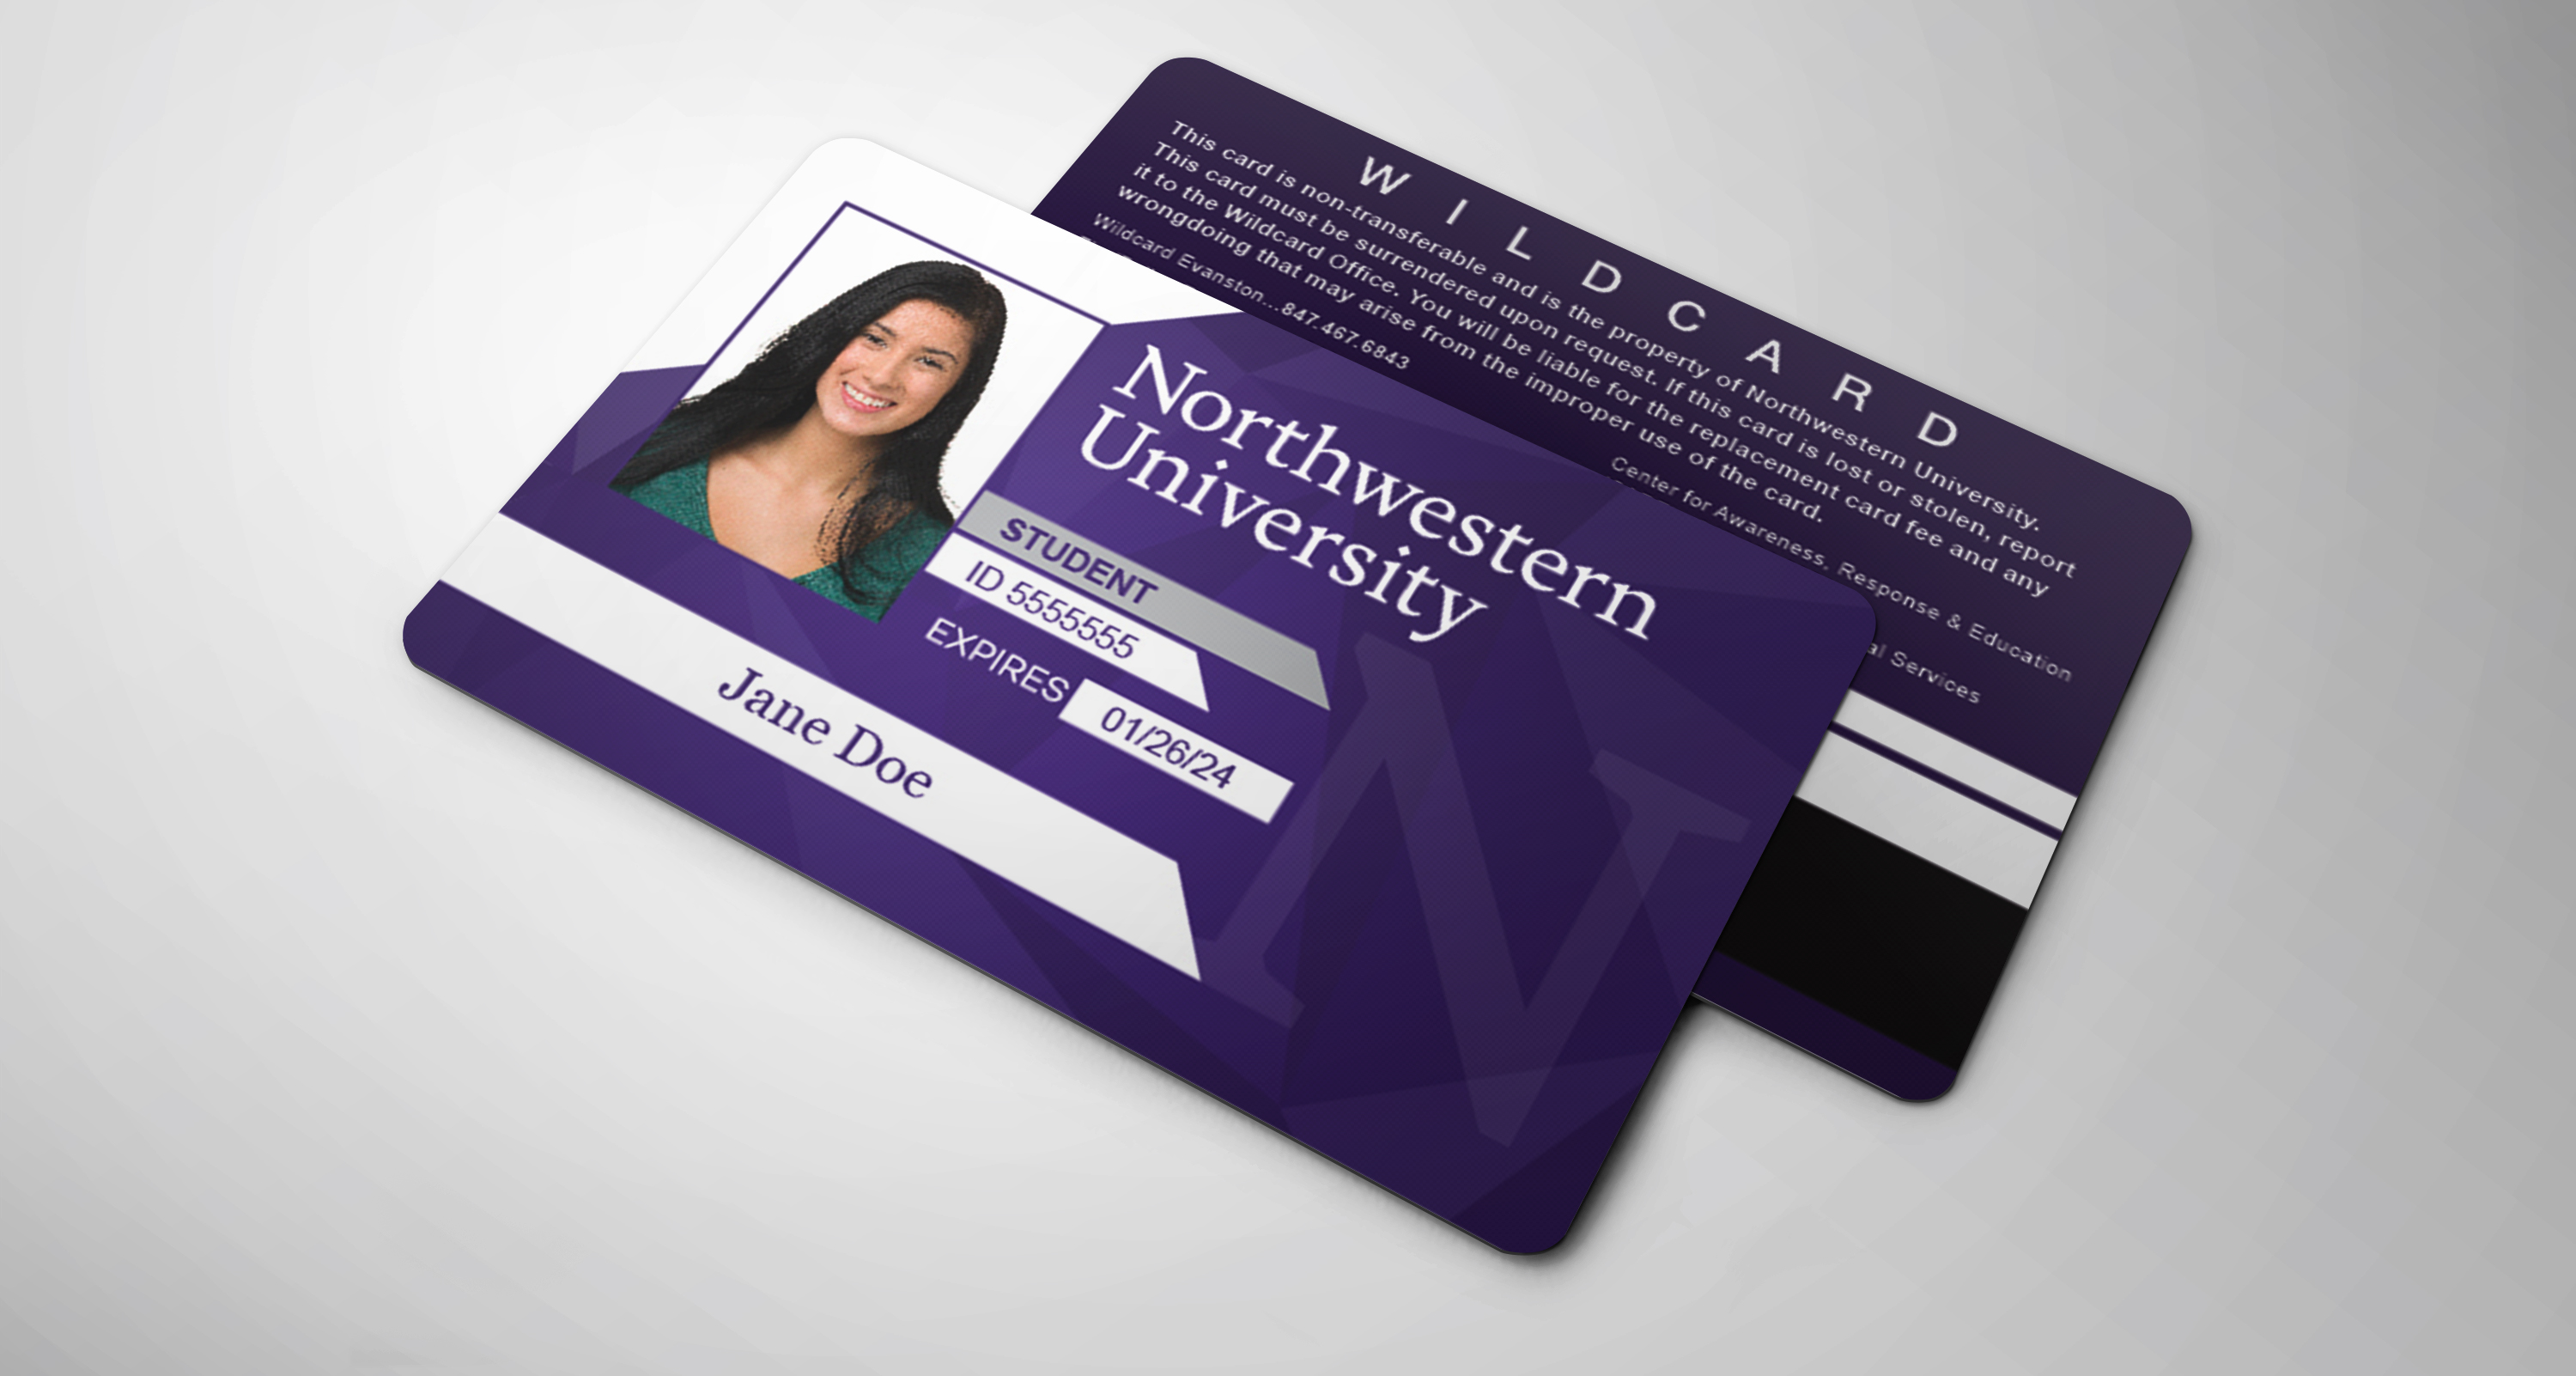 Northwestern
University
STUDENT
ID 5555555
EXPIRES 01/26/24
Jane Doe
N
W I L D C A R D
This card is non-transferable and is the property of Northwestern University.
This card must be surrendered upon request. If this card is lost or stolen, report
it to the Wildcard Office. You will be liable for the replacement card fee and any
wrongdoing that may arise from the improper use of the card.
Wildcard Evanston...847.467.6843
Center for Awareness, Response & Education
al Services